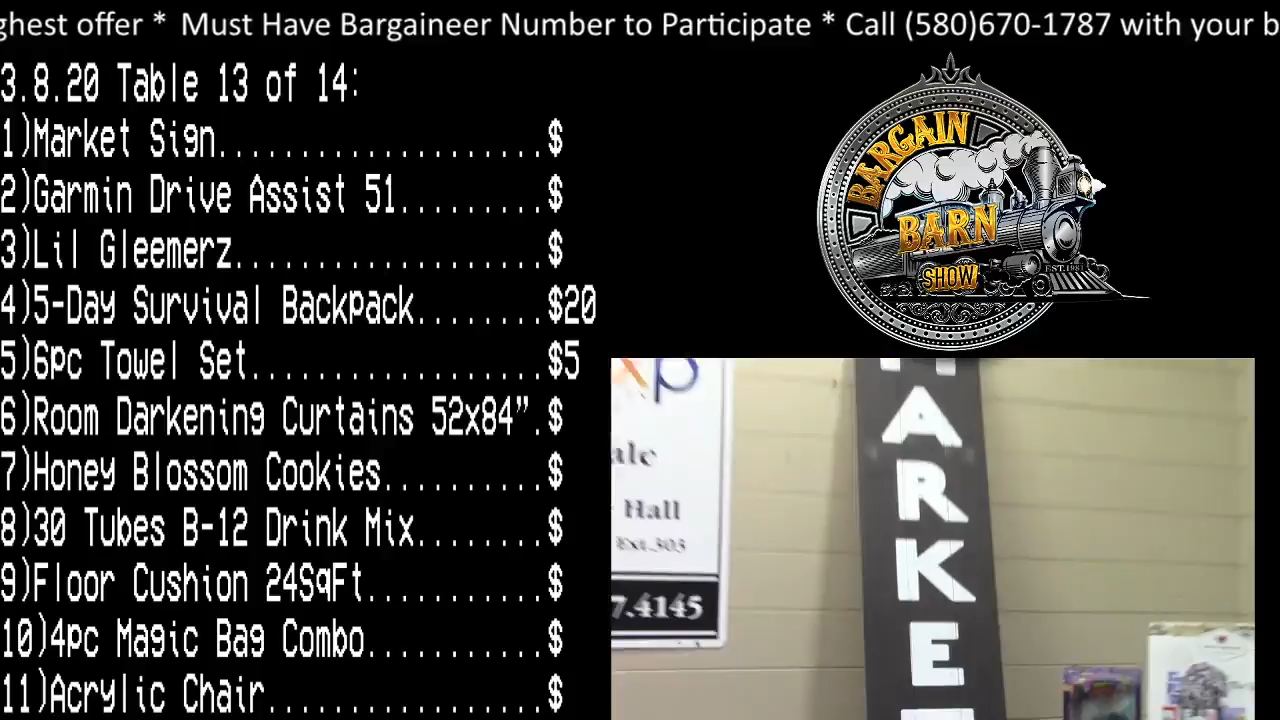 ghest offer * Must Have Bargaineer Number to Participate * Call (580)670-1787 with your b
3.8.20 Table 13 of 14:
1)Market Sign....................$
2)Garmin Drive Assist 51.........$
3)Lil Gleemerz...................$
4)5-Day Survival Backpack........$20
5)6pc Towel Set..................$5
6)Room Darkening Curtains 52x84”.$
7)Honey Blossom Cookies..........$
8)30 Tubes B-12 Drink Mix........$
9)Floor Cushion 24SqFt...........$
10)4pc Magic Bag Combo...........$
11)Acrylic Chair.................$
BARGAIN
BARN
SHOW
EST. 1981
xp
ale
Hall
Ext.303
7.4145
MARKET